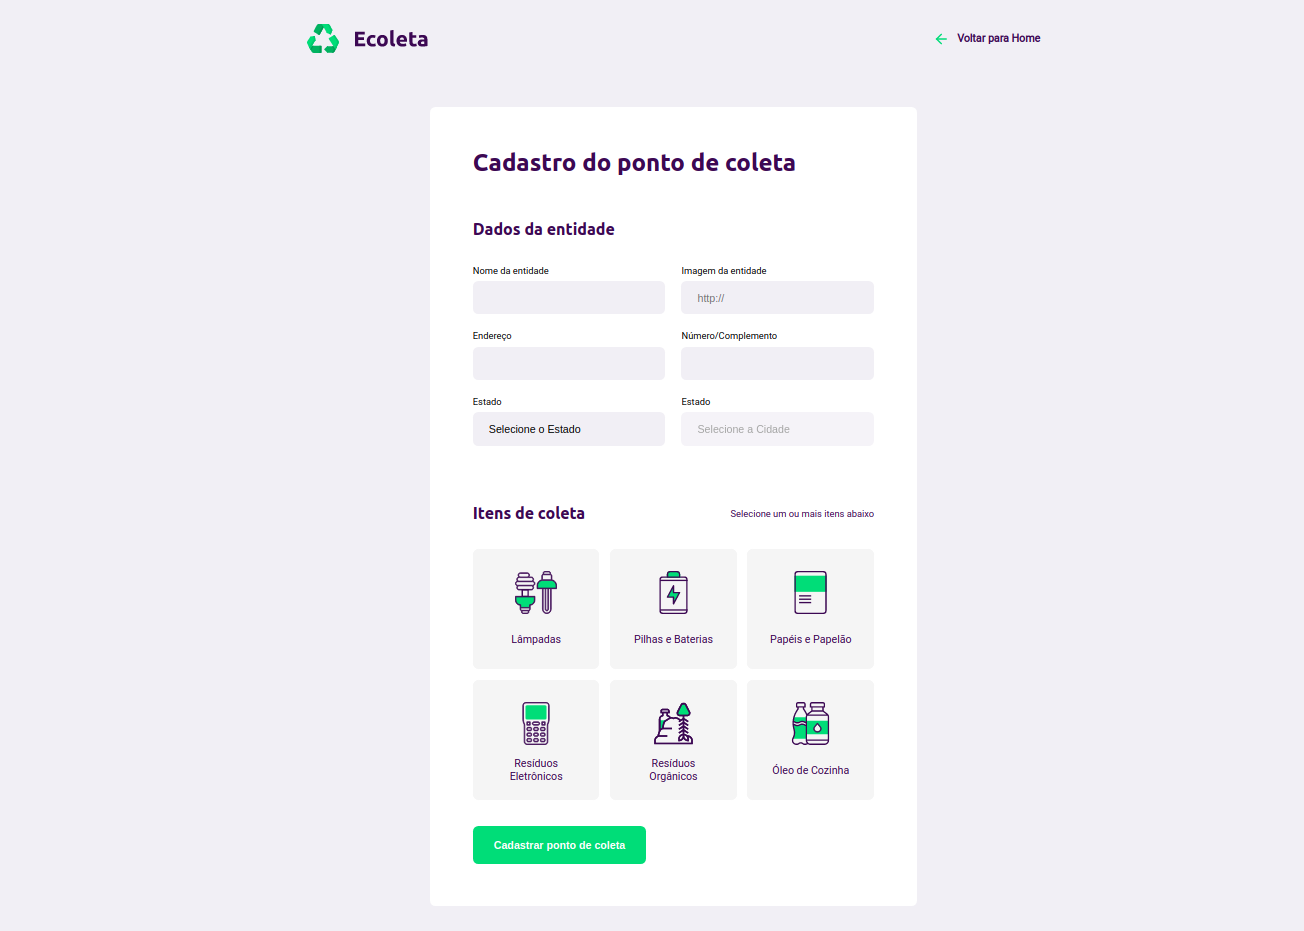 Ecoleta
Voltar para Home
Cadastro do ponto de coleta
Dados da entidade
Nome da entidade
Imagem da entidade
http://
Endereço
Número/Complemento
Estado
Estado
Selecione o Estado
Selecione a Cidade
Itens de coleta
Selecione um ou mais itens abaixo
Lâmpadas
Pilhas e Baterias
Papéis e Papelão
Resíduos
Eletrônicos
Resíduos
Orgânicos
Óleo de Cozinha
Cadastrar ponto de coleta